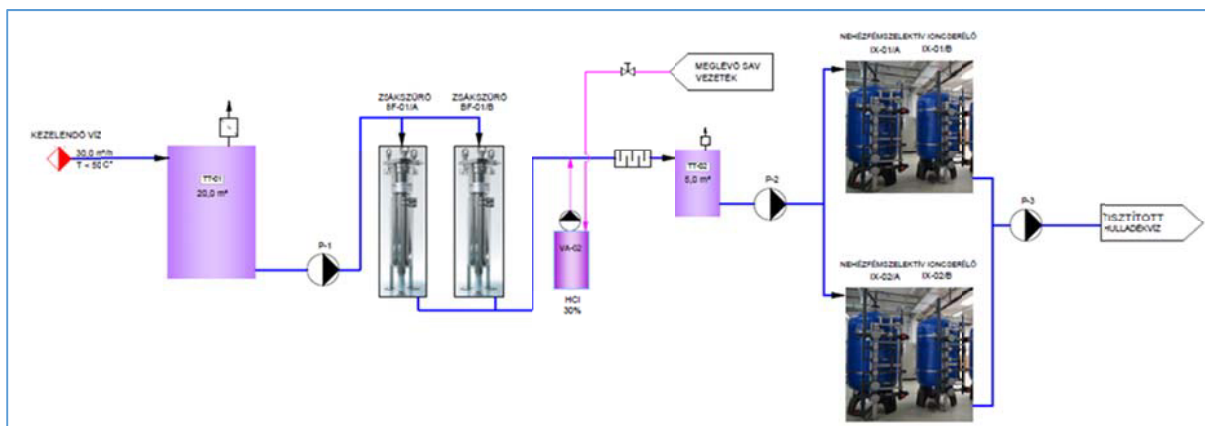 KEZELENDŐ VÍZ
30,0 m³/h
T < 50 C°
TT-01
20,0 m³
P-1
ZSÁKSZŰRŐ
BF-01/A
ZSÁKSZŰRŐ
BF-01/B
MEGLÉVŐ SAV
VEZETÉK
VA-02
HCl
30%
TT-02
5,0 m³
P-2
NEHÉZFÉMSZELEKTÍV IONCSERÉLŐ
IX-01/A IX-01/B
NEHÉZFÉMSZELEKTÍV IONCSERÉLŐ
IX-02/A IX-02/B
P-3
TISZTÍTOTT
HULLADÉKVÍZ